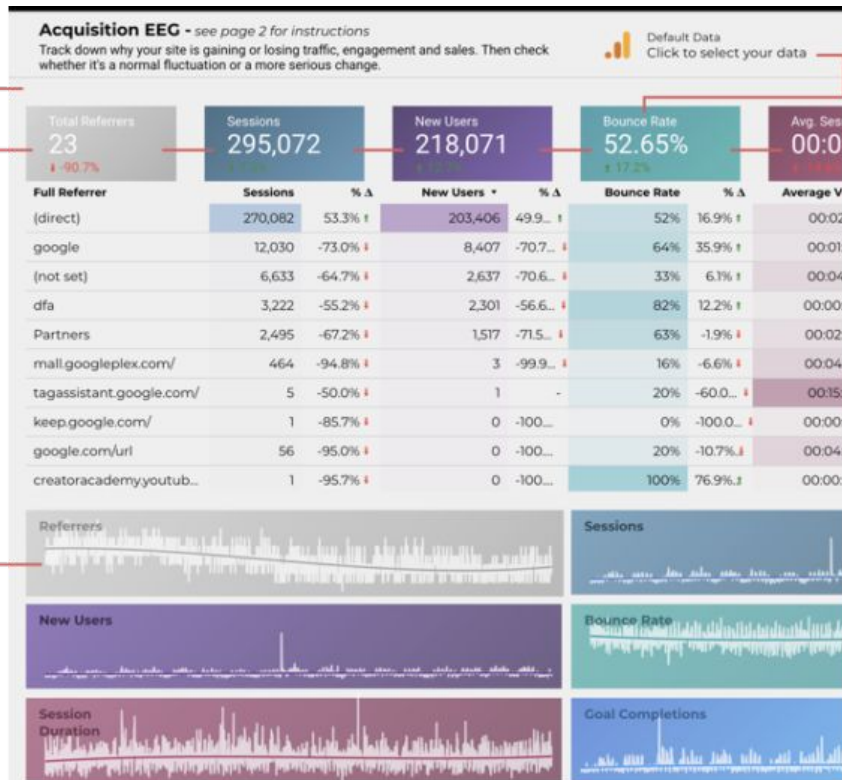 Acquisition EEG - see page 2 for instructions
Track down why your site is gaining or losing traffic, engagement and sales. Then check
whether it's a normal fluctuation or a more serious change.
Default Data
Click to select your data
Total Referrers
23
-90.7%
Sessions
295,072
New Users
218,071
Bounce Rate
52.65%
17.2%
Avg. Ses
00:0
Full Referrer Sessions % Δ New Users % Δ Bounce Rate % Δ Average V
(direct) 270,082 53.3% 203,406 49.9... 52% 16.9% 00:02
google 12,030 -73.0% 8,407 -70.7... 64% 35.9% 00:01
(not set) 6,633 -64.7% 2,637 -70.6... 33% 6.1% 00:04
dfa 3,222 -55.2% 2,301 -56.6... 82% 12.2% 00:00
Partners 2,495 -67.2% 1,517 -71.5... 63% -1.9% 00:02
mall.googleplex.com/ 464 -94.8% 3 -99.9... 16% -6.6% 00:04
tagassistant.google.com/ 5 -50.0% 1 - 20% -60.0... 00:15:
keep.google.com/ 1 -85.7% 0 -100.... 0% -100.0... 00:00
google.com/url 56 -95.0% 0 -100.... 20% -10.7% 00:04
creatoracademy.youtub... 1 -95.7% 0 -100.... 100% 76.9% 00:00:
Referrers
Sessions
New Users
Bounce Rate
Session
Duration
Goal Completions